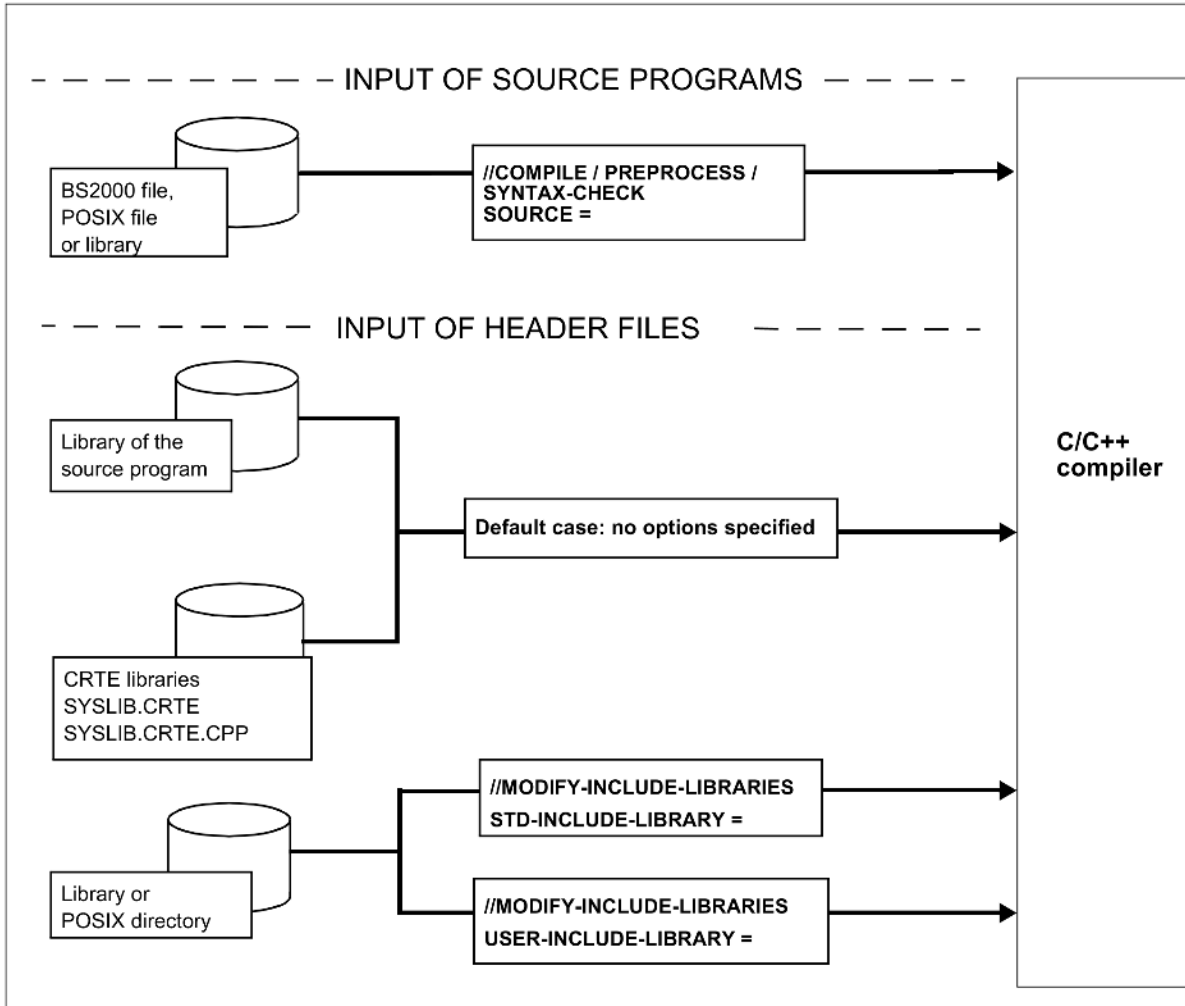 INPUT OF SOURCE PROGRAMS
BS2000 file,
POSIX file
or library
//COMPILE / PREPROCESS /
SYNTAX-CHECK
SOURCE =
INPUT OF HEADER FILES
Library of the
source program
Default case: no options specified
C/C++
compiler
CRTE libraries
SYSLIB.CRTE
SYSLIB.CRTE.CPP
//MODIFY-INCLUDE-LIBRARIES
STD-INCLUDE-LIBRARY =
Library or
POSIX directory
//MODIFY-INCLUDE-LIBRARIES
USER-INCLUDE-LIBRARY =